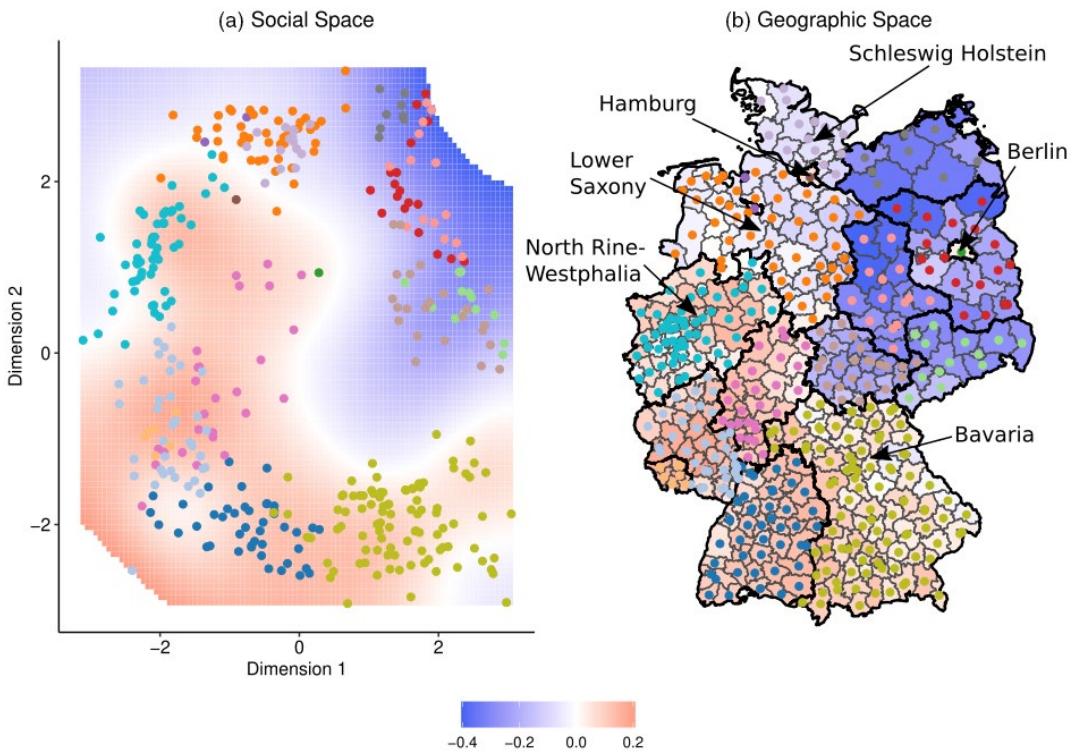 (a) Social Space
(b) Geographic Space
Schleswig Holstein
Hamburg
Berlin
Lower
Saxony
North Rine-
Westphalia
Bavaria
Dimension 2
2
0
−2
−2
0
2
Dimension 1
−0.4
−0.2
0.0
0.2